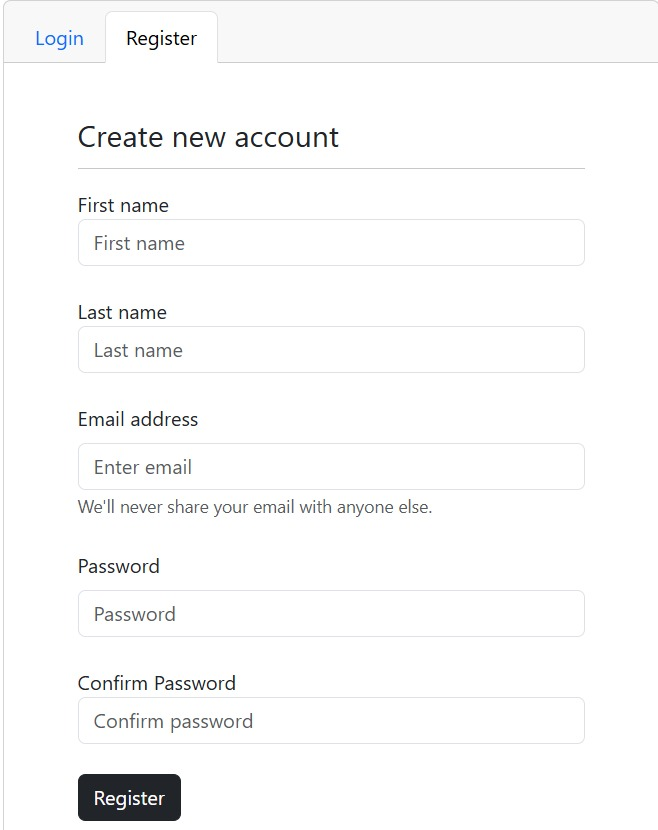 Login Register
Create new account
First name
First name
Last name
Last name
Email address
Enter email
We'll never share your email with anyone else.
Password
Password
Confirm Password
Confirm password
Register